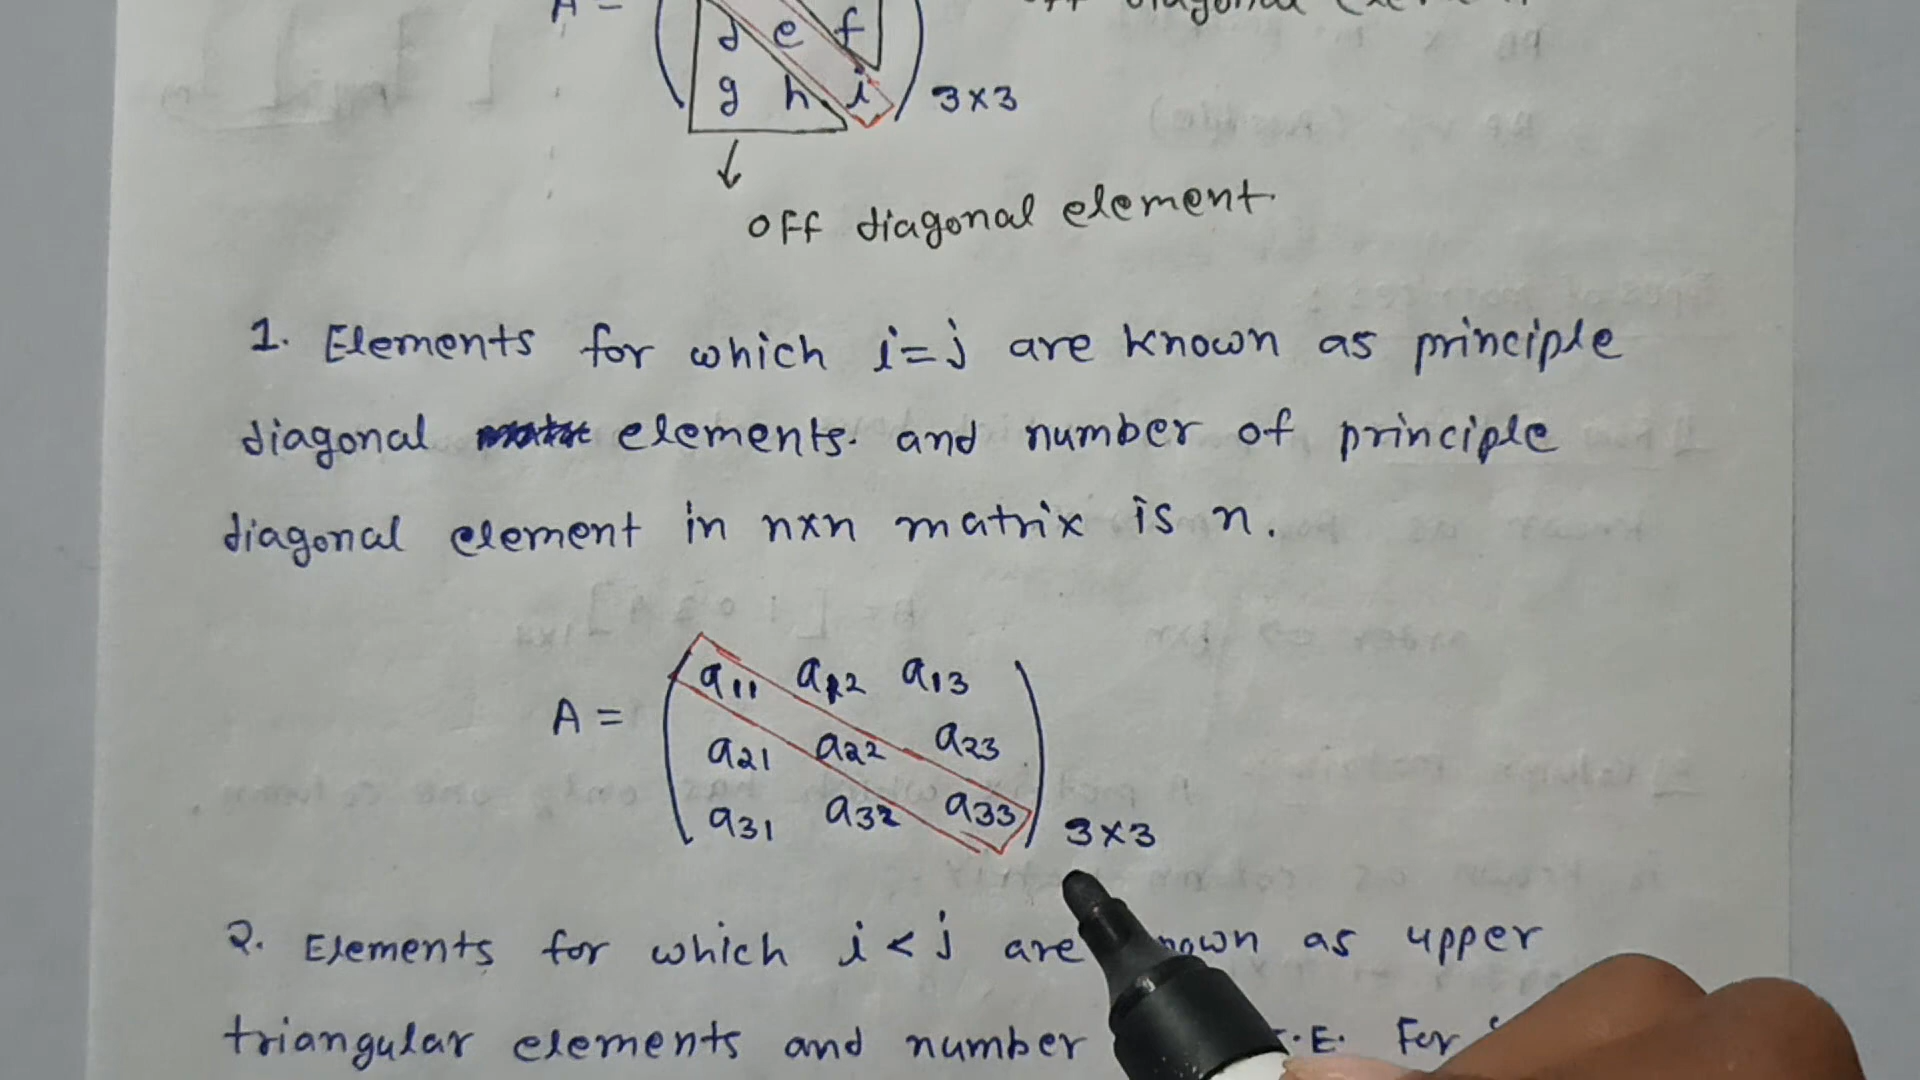 A =
d e f
g h i 3×3
off diagonal element.
1. Elements for which i=j are known as principle
diagonal elements. and number of principle
diagonal element in n×n matrix is n.
a11 a12 a13
A = a21 a22 a23
a31 a32 a33 3×3
2. Elements for which i < j are as upper
triangular elements and number For